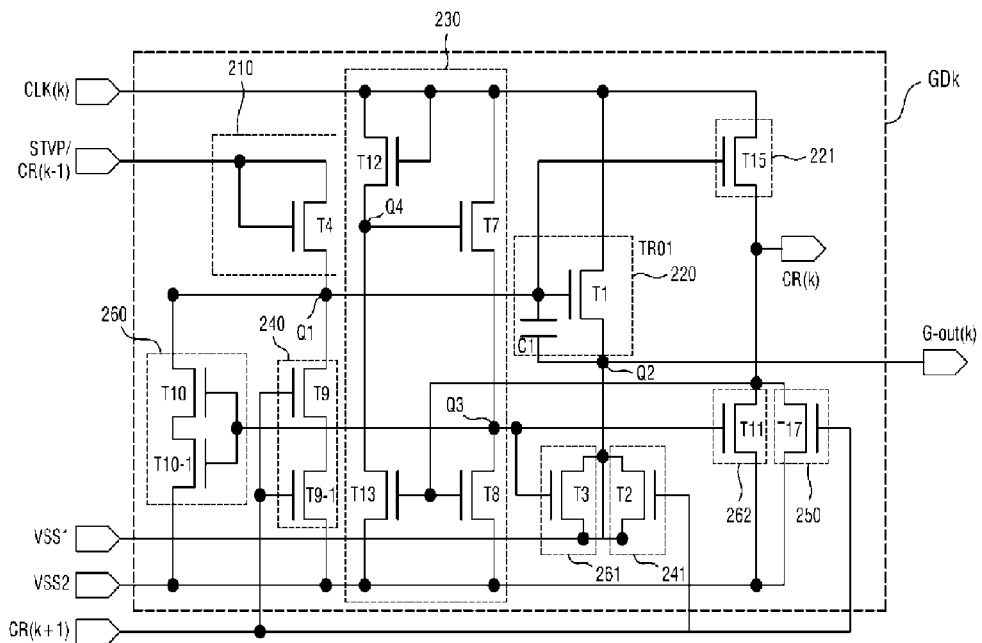 230
210
CLK(k)
GDk
STVP/
CR(k-1)
T12
T15
221
Q4
T4
T7
TR01
220
CR(k)
T1
Q1
260
240
C1
G-out(k)
Q2
T10
T9
Q3
T11
T17
T10-1
T9-1
T13
T8
T3
T2
262
250
VSS1
261
241
VSS2
CR(k+1)